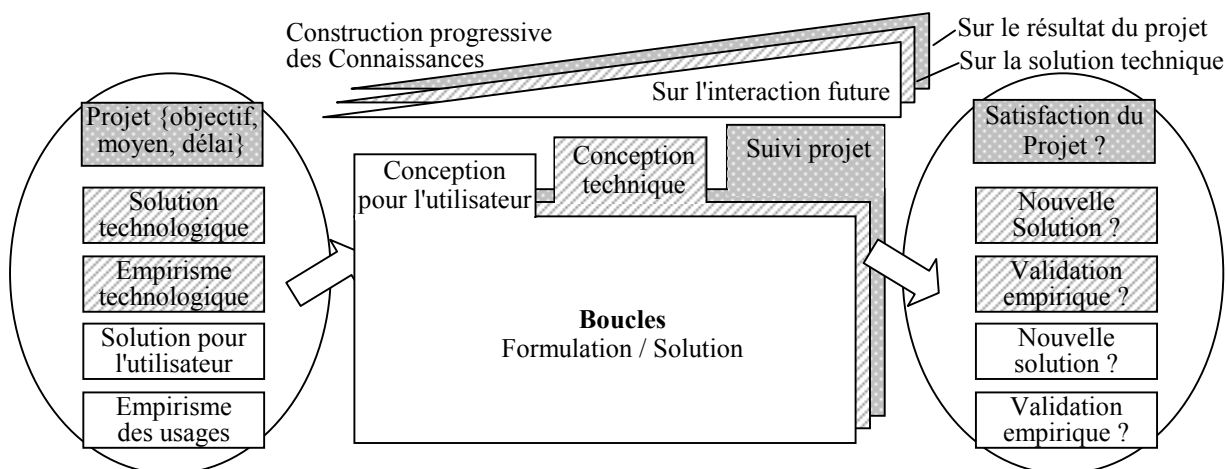 Construction progressive
des Connaissances
Sur le résultat du projet
Sur la solution technique
Sur l'interaction future
Projet {objectif,
moyen, délai}
Solution
technologique
Empirisme
technologique
Solution pour
l'utilisateur
Empirisme
des usages
Conception
pour l'utilisateur
Conception
technique
Suivi projet
Boucles
Formulation / Solution
Satisfaction du
Projet ?
Nouvelle
Solution ?
Validation
empirique ?
Nouvelle
solution ?
Validation
empirique ?